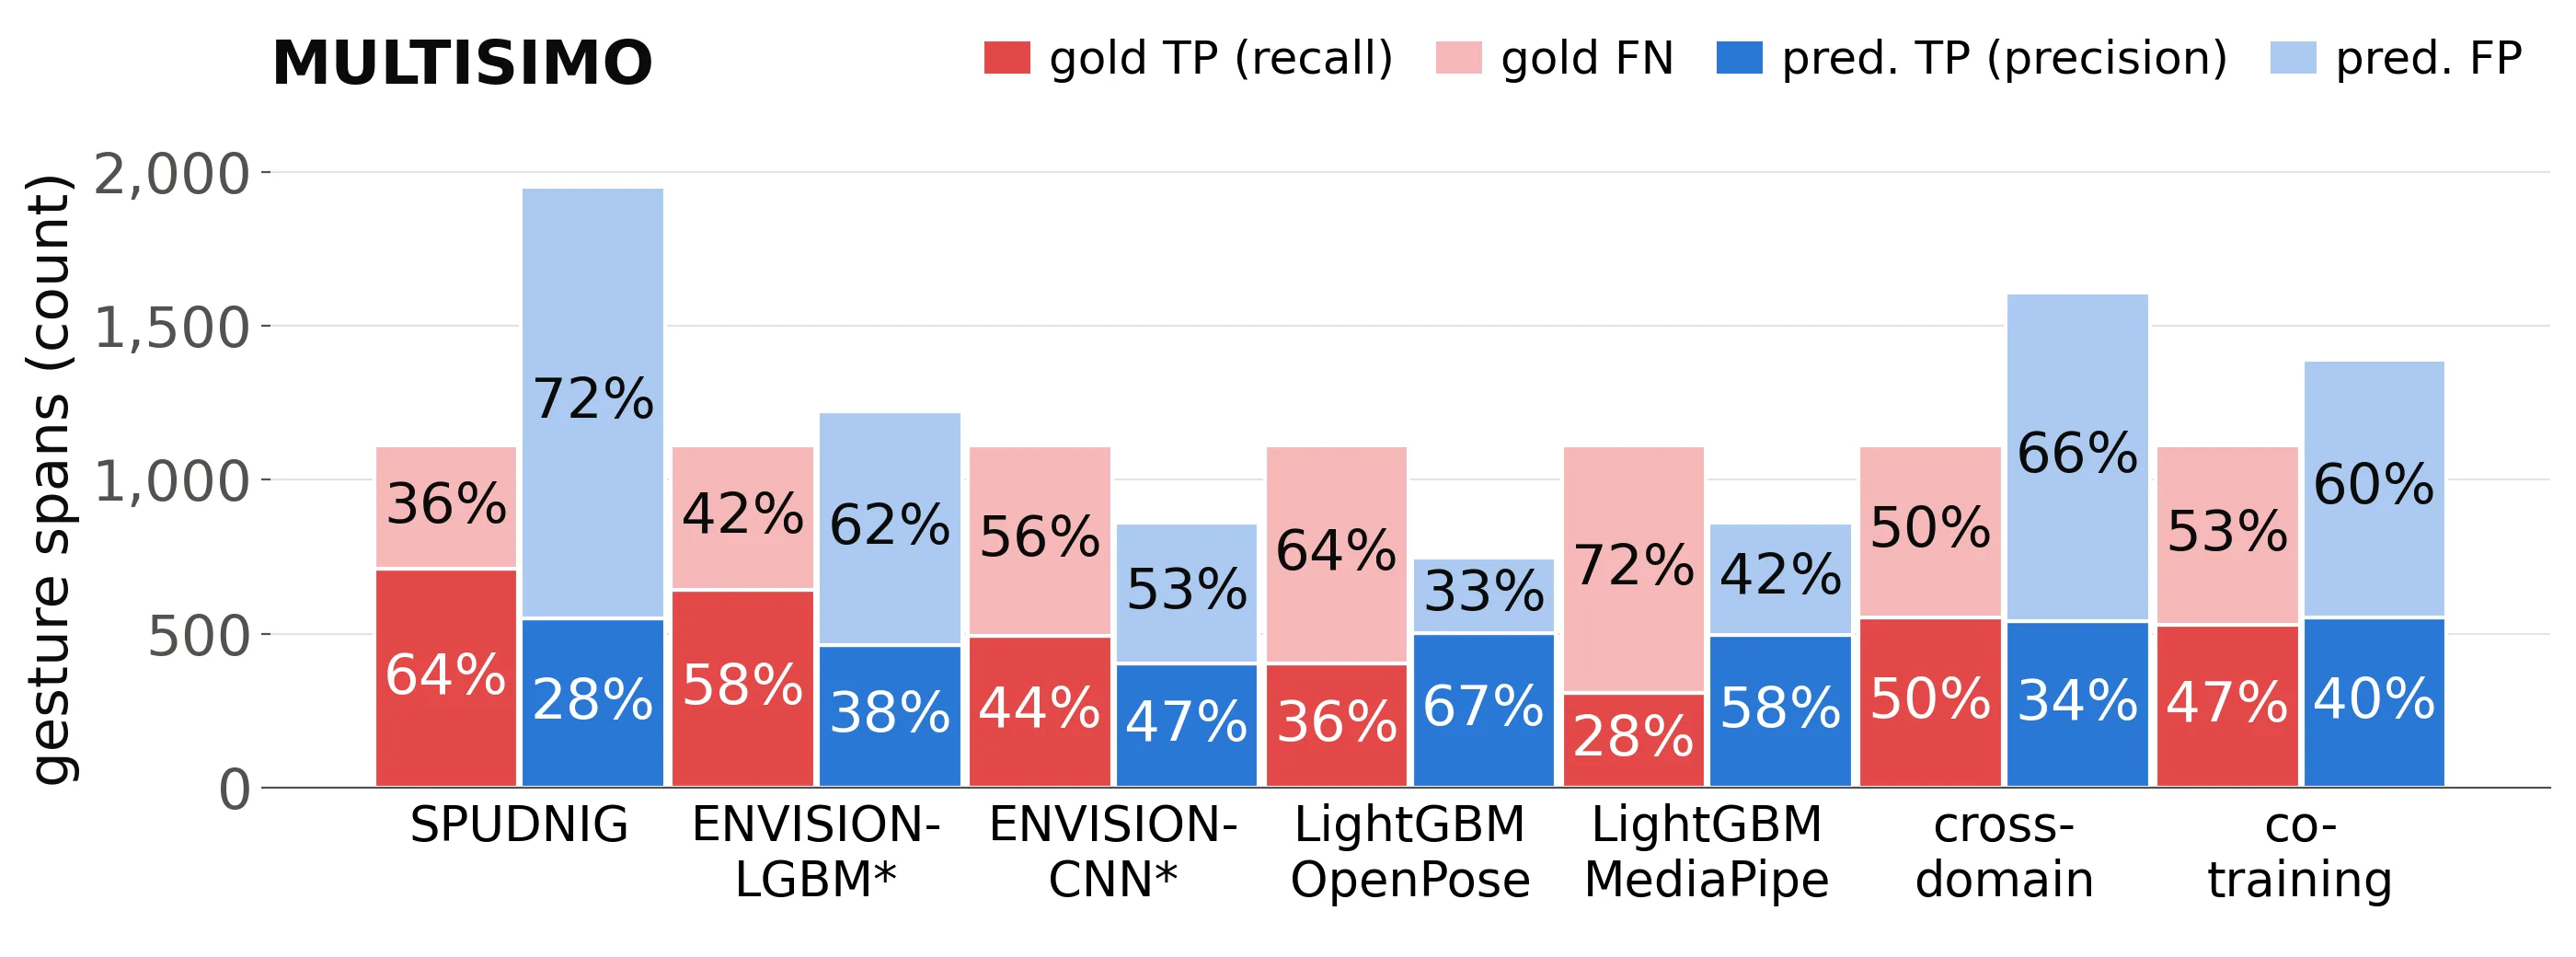 MULTISIMO
gold TP (recall)
gold FN
pred. TP (precision)
pred. FP
gesture spans (count)
2,000
1,500
1,000
500
0
36%
64%
72%
28%
42%
58%
62%
38%
56%
44%
53%
47%
64%
36%
33%
67%
72%
28%
42%
58%
50%
50%
66%
34%
53%
47%
60%
40%
SPUDNIG
ENVISION-
LGBM*
ENVISION-
CNN*
LightGBM
OpenPose
LightGBM
MediaPipe
cross-
domain
co-
training